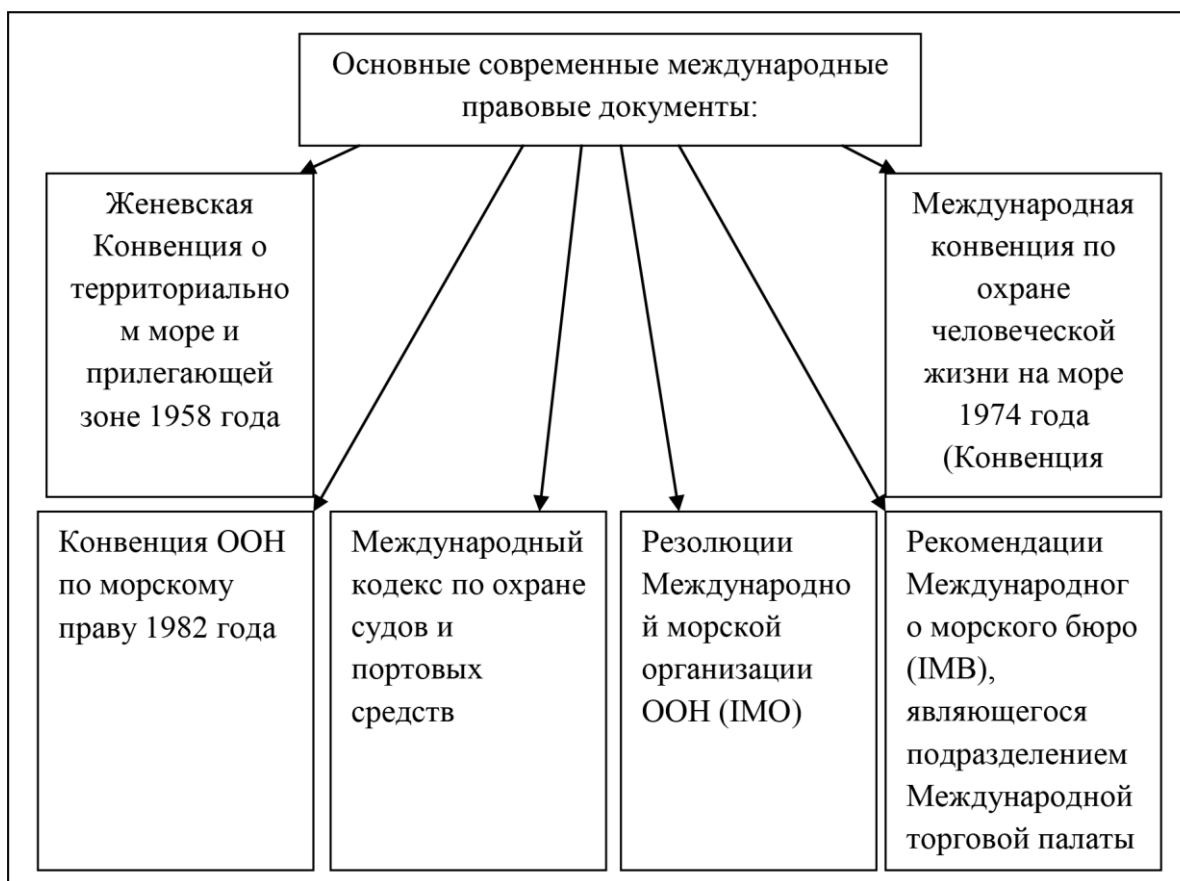 Основные современные международные
правовые документы:
Женевская
Конвенция о
территориально
м море и
прилегающей
зоне 1958 года
Международная
конвенция по
охране
человеческой
жизни на море
1974 года
(Конвенция
Конвенция ООН
по морскому
праву 1982 года
Международный
кодекс по охране
судов и
портовых
средств
Резолюции
Международно
й морской
организации
ООН (IMO)
Рекомендации
Международног
о морского бюро
(IMB),
являющегося
подразделением
Международной
торговой палаты